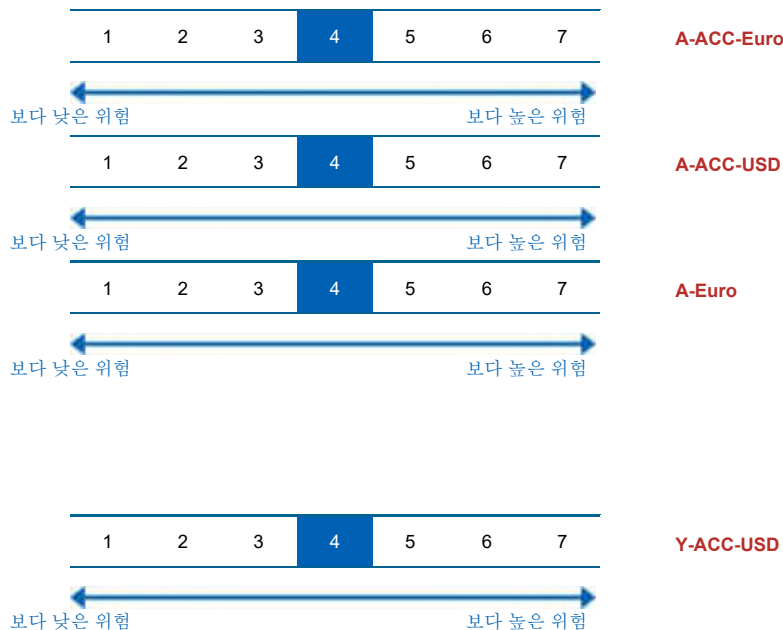 1 2 3 4 5 6 7 A-ACC-Euro
보다 낮은 위험 보다 높은 위험
1 2 3 4 5 6 7 A-ACC-USD
보다 낮은 위험 보다 높은 위험
1 2 3 4 5 6 7 A-Euro
보다 낮은 위험 보다 높은 위험
1 2 3 4 5 6 7 Y-ACC-USD
보다 낮은 위험 보다 높은 위험